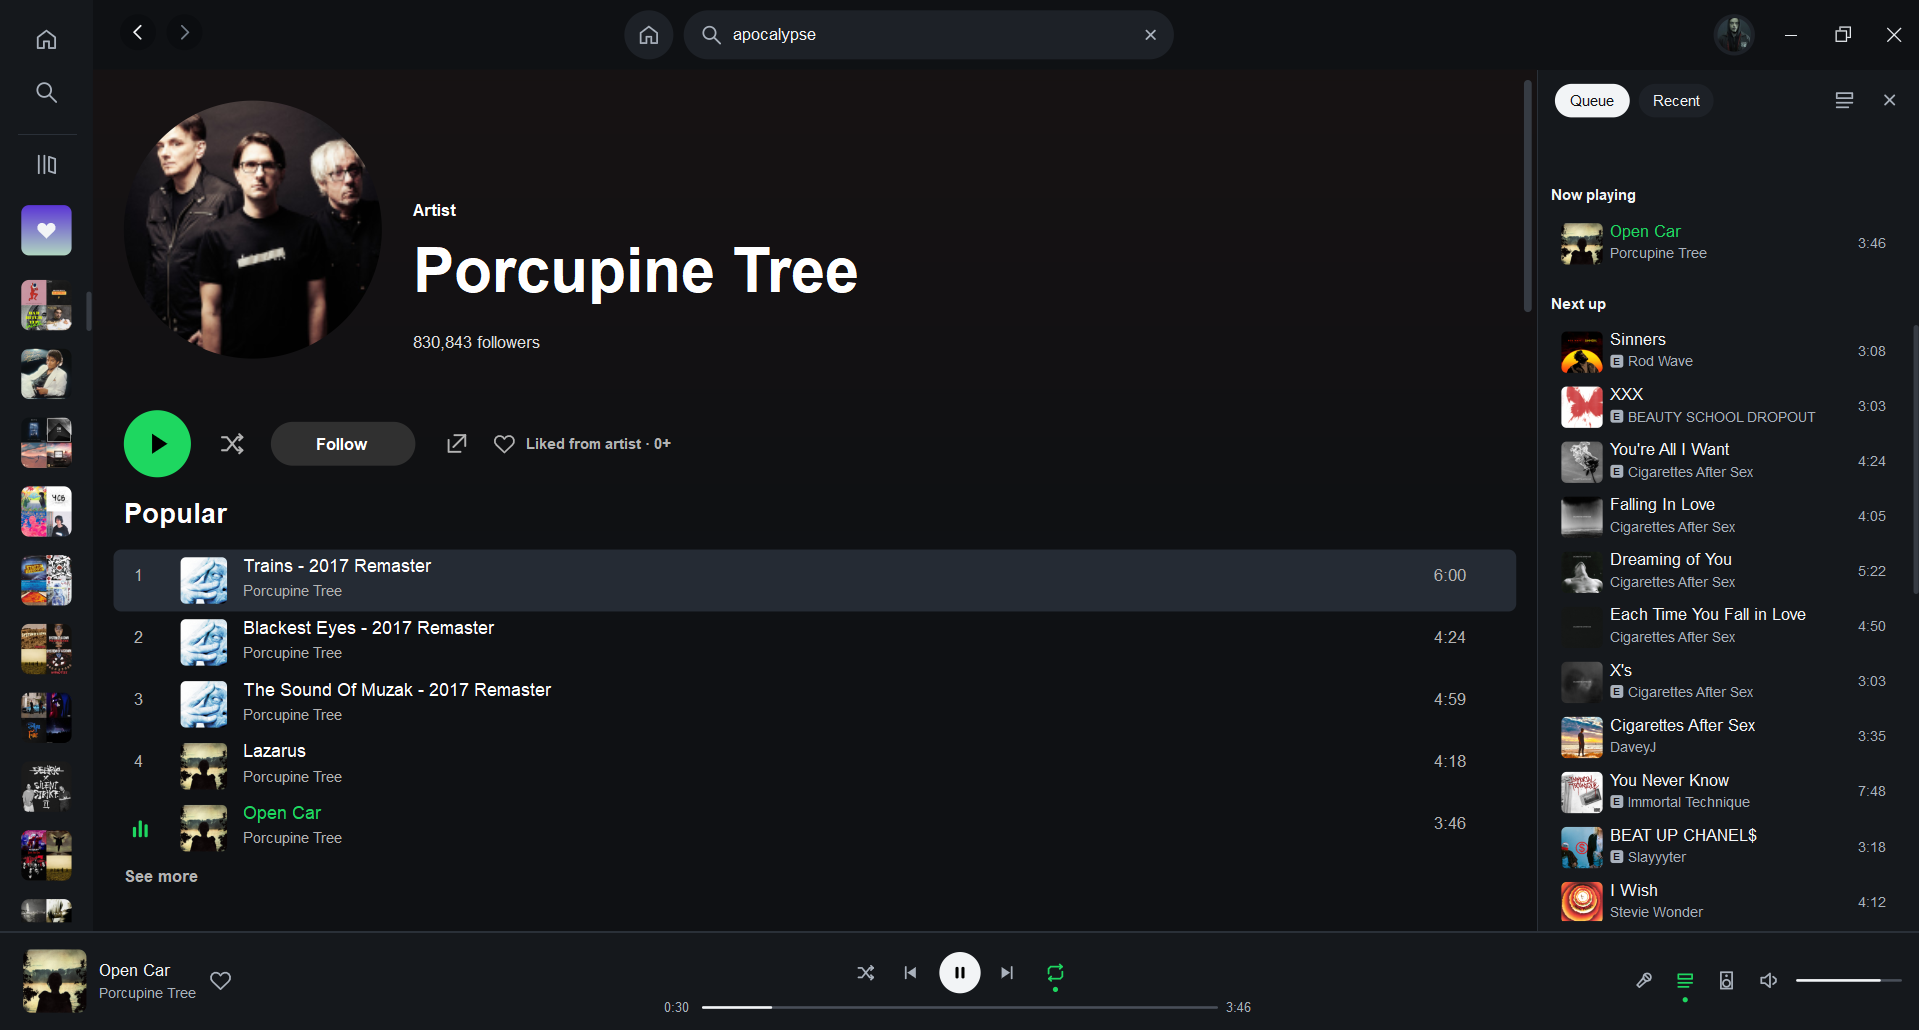 apocalypse
Artist
Porcupine Tree
830,843 followers
Follow
Liked from artist · 0+
Popular
1
Trains - 2017 Remaster
Porcupine Tree
6:00
2
Blackest Eyes - 2017 Remaster
Porcupine Tree
4:24
3
The Sound Of Muzak - 2017 Remaster
Porcupine Tree
4:59
4
Lazarus
Porcupine Tree
4:18
Open Car
Porcupine Tree
3:46
See more
Queue
Recent
Now playing
Open Car
Porcupine Tree
3:46
Next up
Sinners
E Rod Wave
3:08
XXX
E BEAUTY SCHOOL DROPOUT
3:03
You're All I Want
E Cigarettes After Sex
4:24
Falling In Love
Cigarettes After Sex
4:05
Dreaming of You
Cigarettes After Sex
5:22
Each Time You Fall in Love
Cigarettes After Sex
4:50
X's
E Cigarettes After Sex
3:03
Cigarettes After Sex
DaveyJ
3:35
You Never Know
E Immortal Technique
7:48
BEAT UP CHANEL$
E Slayyyter
3:18
I Wish
Stevie Wonder
4:12
Open Car
Porcupine Tree
0:30
3:46